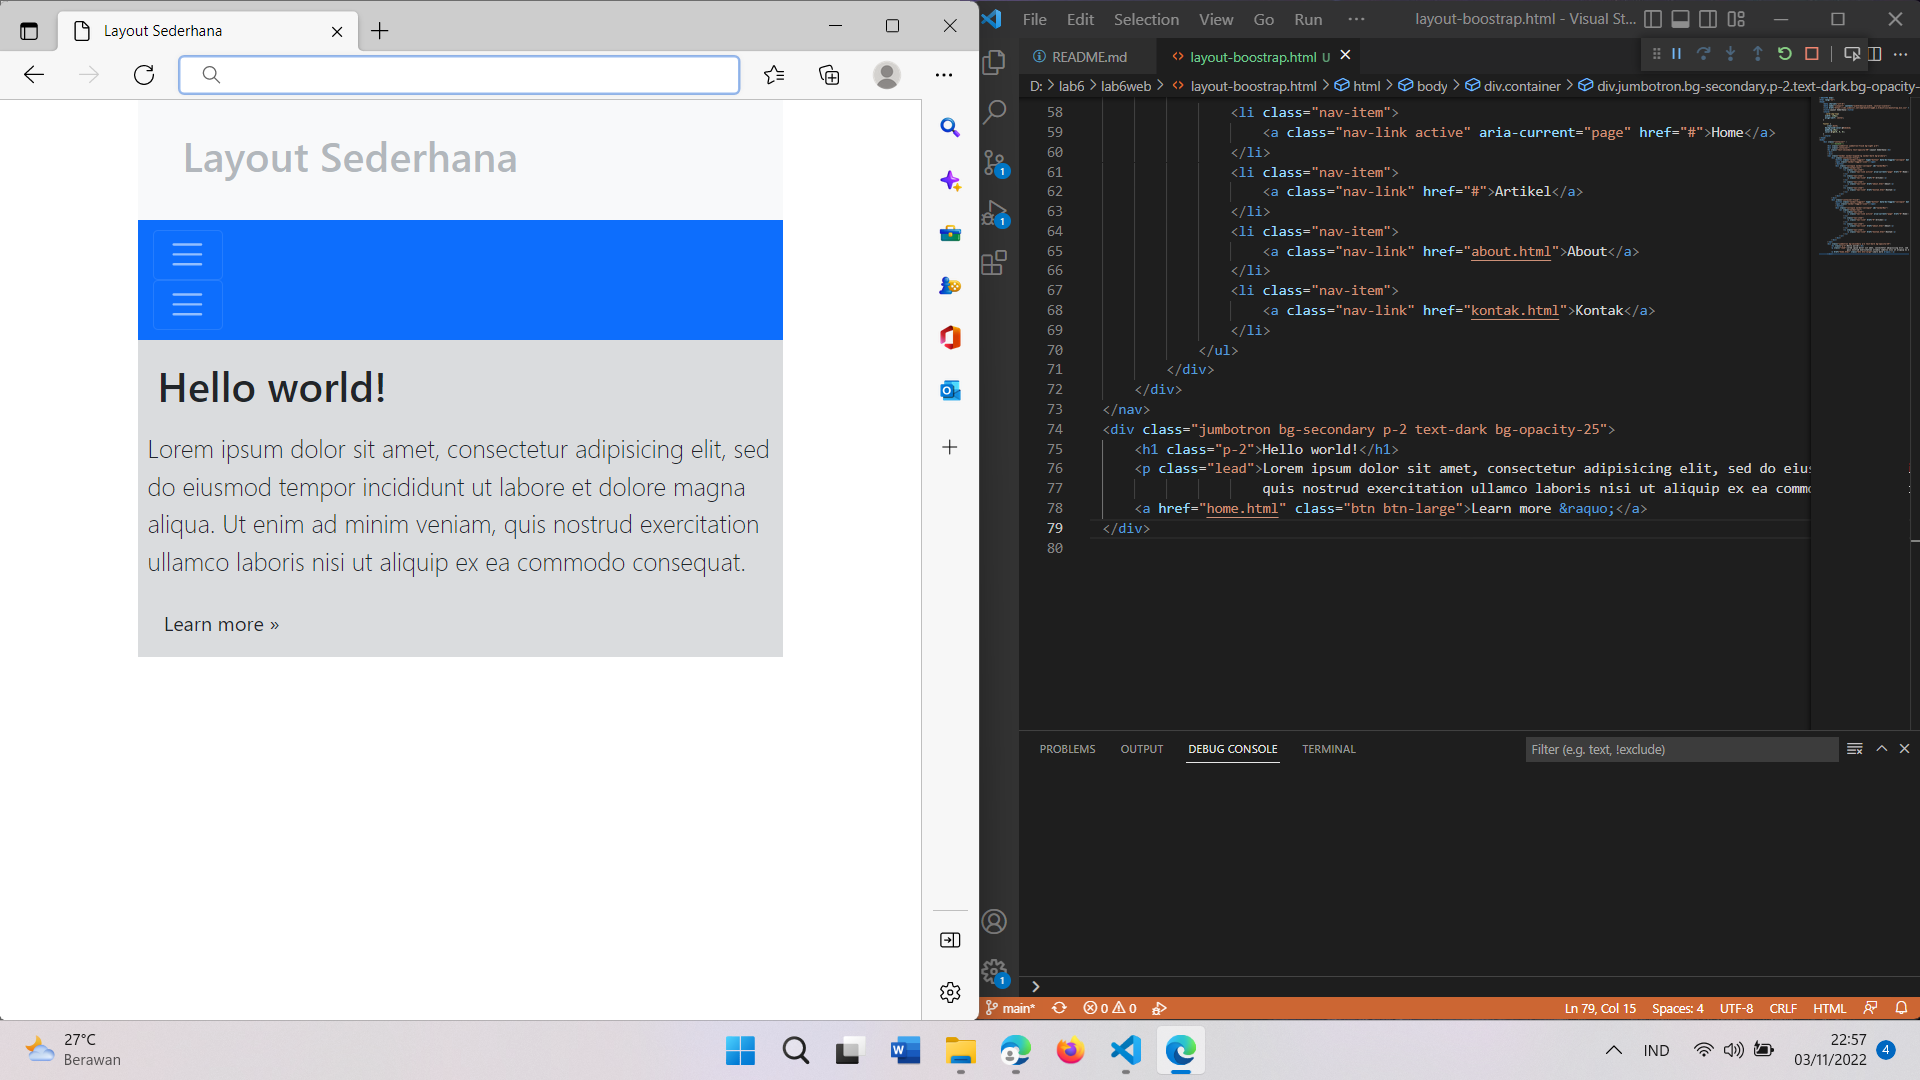 Layout Sederhana
Layout Sederhana
Hello world!
Lorem ipsum dolor sit amet, consectetur adipisicing elit, sed
do eiusmod tempor incididunt ut labore et dolore magna
aliqua. Ut enim ad minim veniam, quis nostrud exercitation
ullamco laboris nisi ut aliquip ex ea commodo consequat.
Learn more »
File Edit Selection View Go Run ··· layout-boostrap.html - Visual St...
README.md layout-boostrap.html U
D: > lab6 > lab6web > layout-boostrap.html > html > body > div.container > div.jumbotron.bg-secondary.p-2.text-dark.bg-opacity-
58 <li class="nav-item">
59 <a class="nav-link active" aria-current="page" href="#">Home</a>
60 </li>
61 <li class="nav-item">
62 <a class="nav-link" href="#">Artikel</a>
63 </li>
64 <li class="nav-item">
65 <a class="nav-link" href="about.html">About</a>
66 </li>
67 <li class="nav-item">
68 <a class="nav-link" href="kontak.html">Kontak</a>
69 </li>
70 </ul>
71 </div>
72 </div>
73 </nav>
74 <div class="jumbotron bg-secondary p-2 text-dark bg-opacity-25">
75 <h1 class="p-2">Hello world!</h1>
76 <p class="lead">Lorem ipsum dolor sit amet, consectetur adipisicing elit, sed do eius
77 quis nostrud exercitation ullamco laboris nisi ut aliquip ex ea commo
78 <a href="home.html" class="btn btn-large">Learn more &raquo;</a>
79 </div>
80
1
1
PROBLEMS OUTPUT DEBUG CONSOLE TERMINAL Filter (e.g. text, !exclude)
1
main* 0 0 Ln 79, Col 15 Spaces: 4 UTF-8 CRLF HTML
27°C
Berawan
IND
22:57
03/11/2022
4